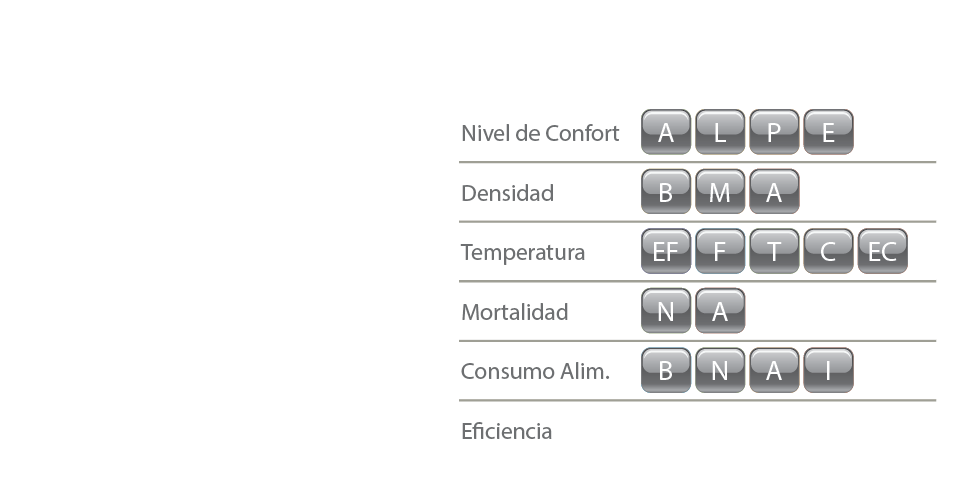 Nivel de Confort A L P E
Densidad B M A
Temperatura EF F T C EC
Mortalidad N A
Consumo Alim. B N A I
Eficiencia